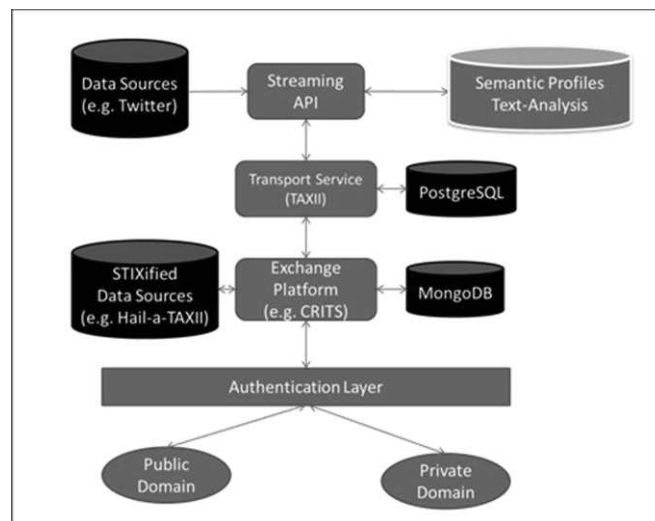 Data Sources
(e.g. Twitter)
Streaming
API
Semantic Profiles
Text-Analysis
Transport Service
(TAXII)
PostgreSQL
STIXified
Data Sources
(e.g. Hail-a-TAXII)
Exchange
Platform
(e.g. CRITS)
MongoDB
Authentication Layer
Public
Domain
Private
Domain